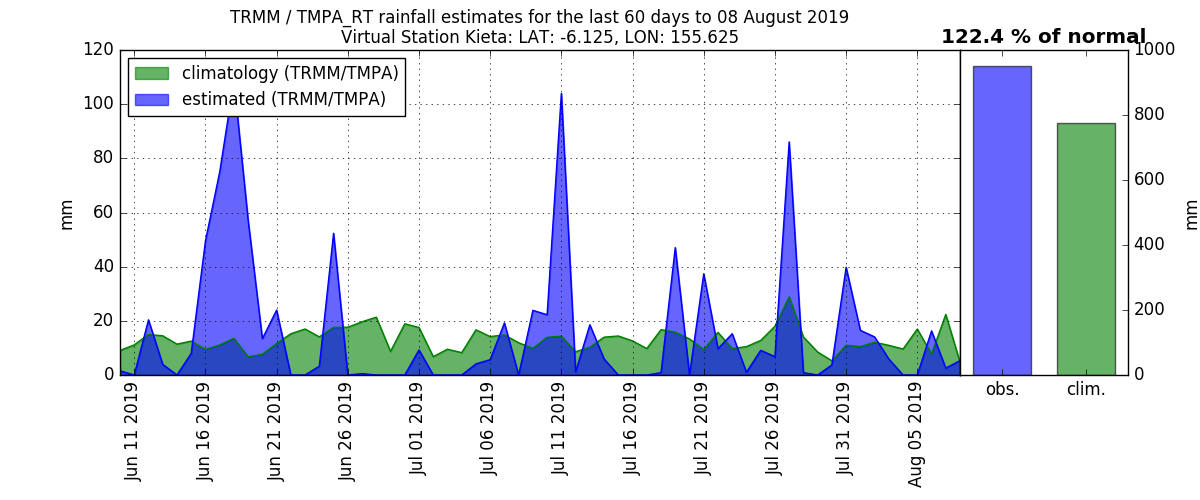 TRMM / TMPA_RT rainfall estimates for the last 60 days to 08 August 2019
Virtual Station Kieta: LAT: -6.125, LON: 155.625
122.4 % of normal
climatology (TRMM/TMPA)
estimated (TRMM/TMPA)
120
100
80
60
40
20
0
mm
Jun 11 2019
Jun 16 2019
Jun 21 2019
Jun 26 2019
Jul 01 2019
Jul 06 2019
Jul 11 2019
Jul 16 2019
Jul 21 2019
Jul 26 2019
Jul 31 2019
Aug 05 2019
obs.
clim.
1000
800
600
400
200
0
mm